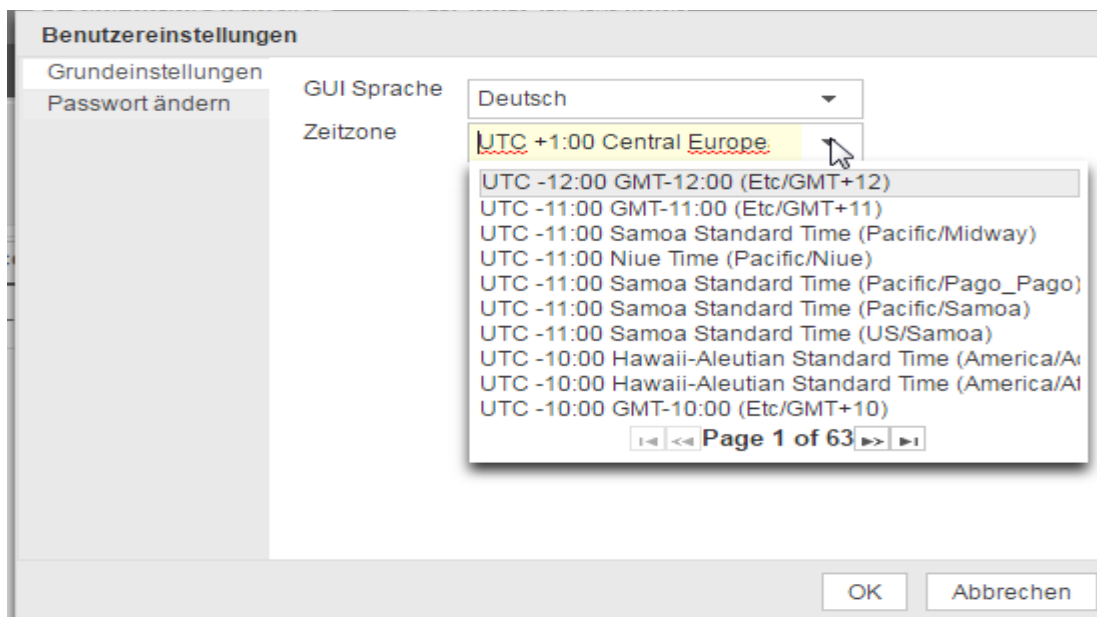 Benutzereinstellungen
Grundeinstellungen
Passwort ändern
GUI Sprache
Deutsch
Zeitzone
UTC +1:00 Central Europe
UTC -12:00 GMT-12:00 (Etc/GMT+12)
UTC -11:00 GMT-11:00 (Etc/GMT+11)
UTC -11:00 Samoa Standard Time (Pacific/Midway)
UTC -11:00 Niue Time (Pacific/Niue)
UTC -11:00 Samoa Standard Time (Pacific/Pago_Pago)
UTC -11:00 Samoa Standard Time (Pacific/Samoa)
UTC -11:00 Samoa Standard Time (US/Samoa)
UTC -10:00 Hawaii-Aleutian Standard Time (America/A
UTC -10:00 Hawaii-Aleutian Standard Time (America/A
UTC -10:00 GMT-10:00 (Etc/GMT+10)
Page 1 of 63
OK
Abbrechen